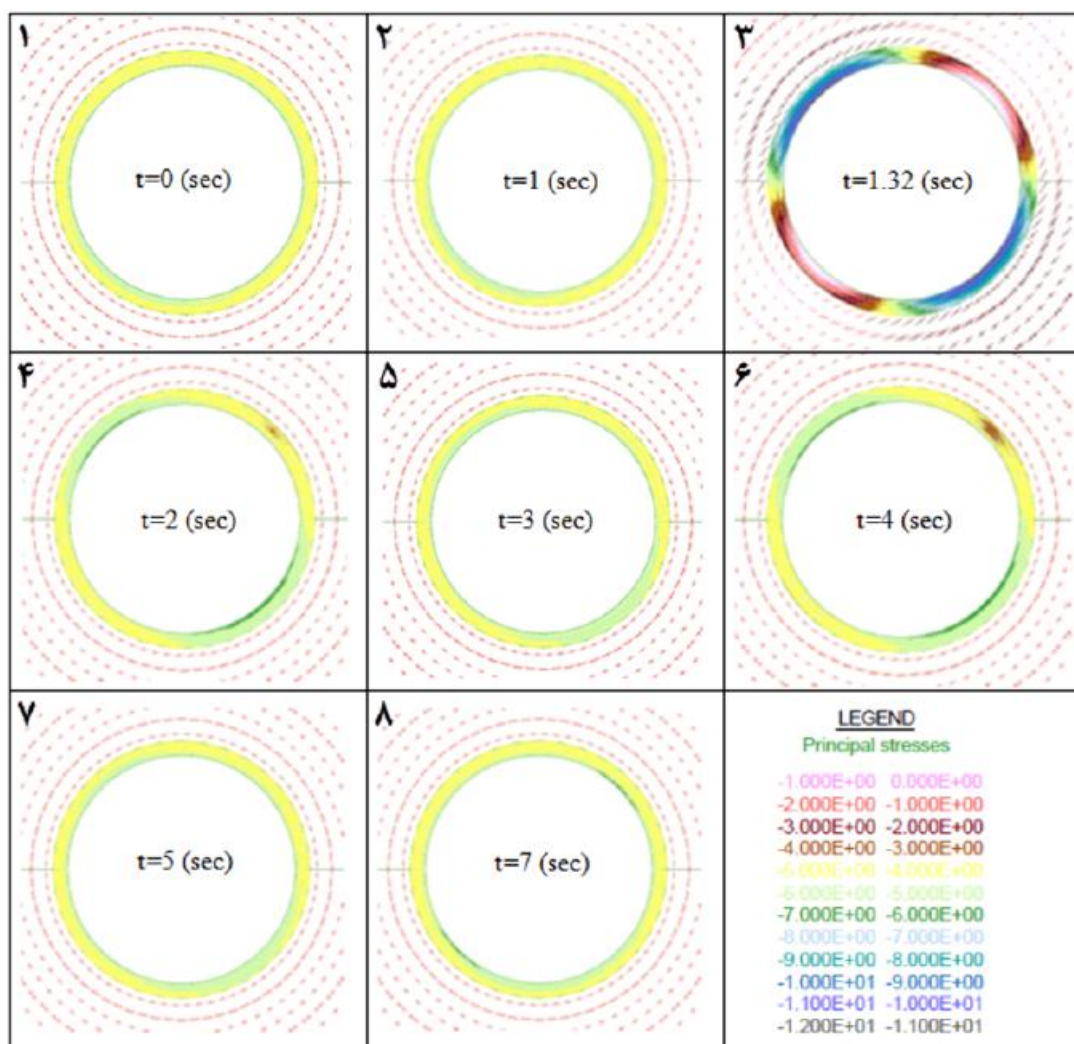 ۱
t=0 (sec)
۲
t=1 (sec)
۳
t=1.32 (sec)
۴
t=2 (sec)
۵
t=3 (sec)
۶
t=4 (sec)
۷
t=5 (sec)
۸
t=7 (sec)
LEGEND
Principal stresses
-1.000E+00 0.000E+00
-2.000E+00 -1.000E+00
-3.000E+00 -2.000E+00
-4.000E+00 -3.000E+00
-5.000E+00 -4.000E+00
-6.000E+00 -5.000E+00
-7.000E+00 -6.000E+00
-8.000E+00 -7.000E+00
-9.000E+00 -8.000E+00
-1.000E+01 -9.000E+00
-1.100E+01 -1.000E+01
-1.200E+01 -1.100E+01